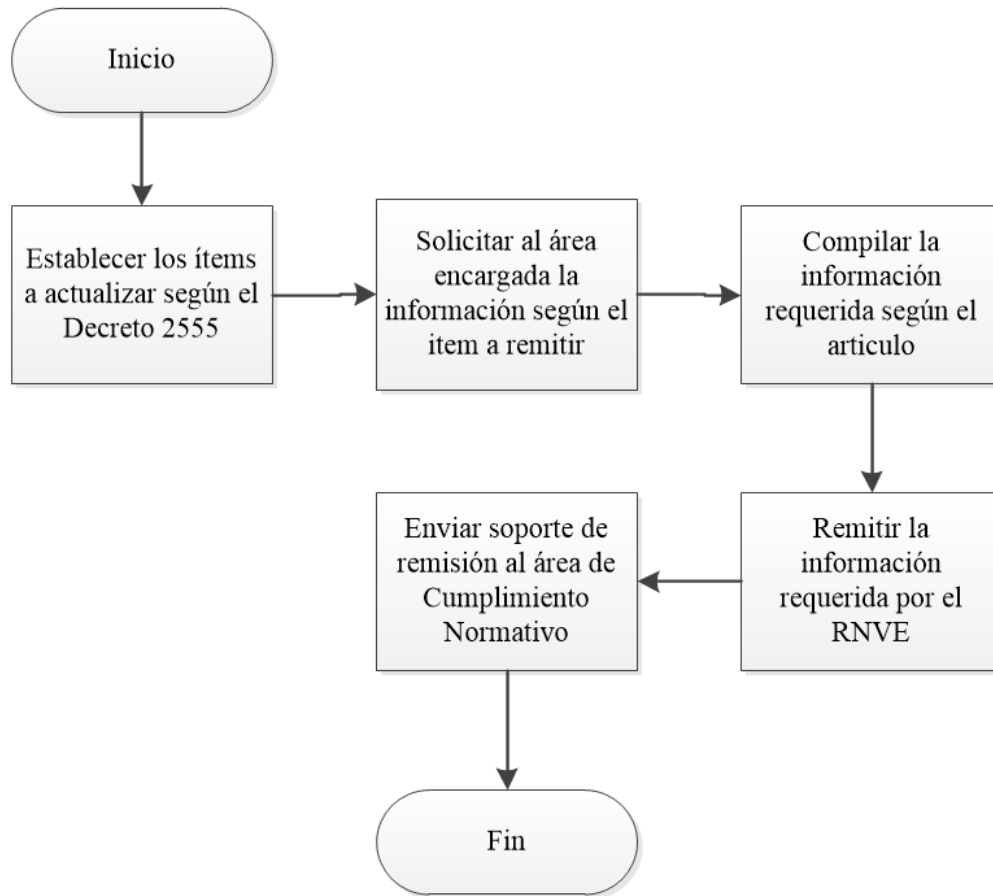 Inicio
Establecer los ítems
a actualizar según el
Decreto 2555
Solicitar al área
encargada la
información según el
item a remitir
Compilar la
información
requerida según el
articulo
Remitir la
información
requerida por el
RNVE
Enviar soporte de
remisión al área de
Cumplimiento
Normativo
Fin